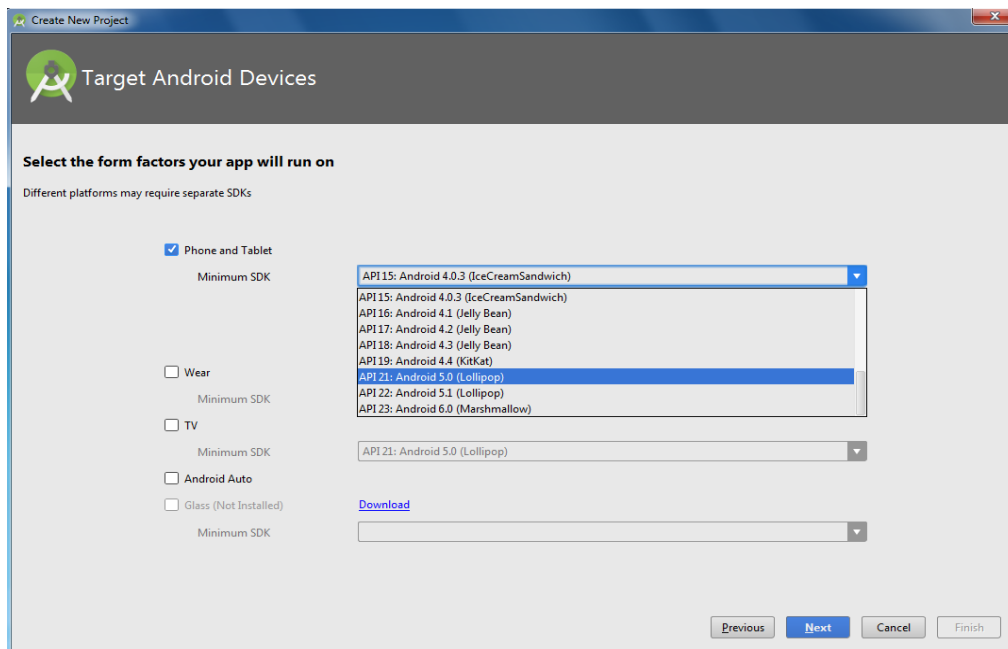 Create New Project
Target Android Devices
Select the form factors your app will run on
Different platforms may require separate SDKs
Phone and Tablet
Minimum SDK
API 15: Android 4.0.3 (IceCreamSandwich)
API 15: Android 4.0.3 (IceCreamSandwich)
API 16: Android 4.1 (Jelly Bean)
API 17: Android 4.2 (Jelly Bean)
API 18: Android 4.3 (Jelly Bean)
API 19: Android 4.4 (KitKat)
API 21: Android 5.0 (Lollipop)
API 22: Android 5.1 (Lollipop)
API 23: Android 6.0 (Marshmallow)
Wear
Minimum SDK
TV
Minimum SDK
API 21: Android 5.0 (Lollipop)
Android Auto
Glass (Not Installed)
Download
Minimum SDK
Previous
Next
Cancel
Finish